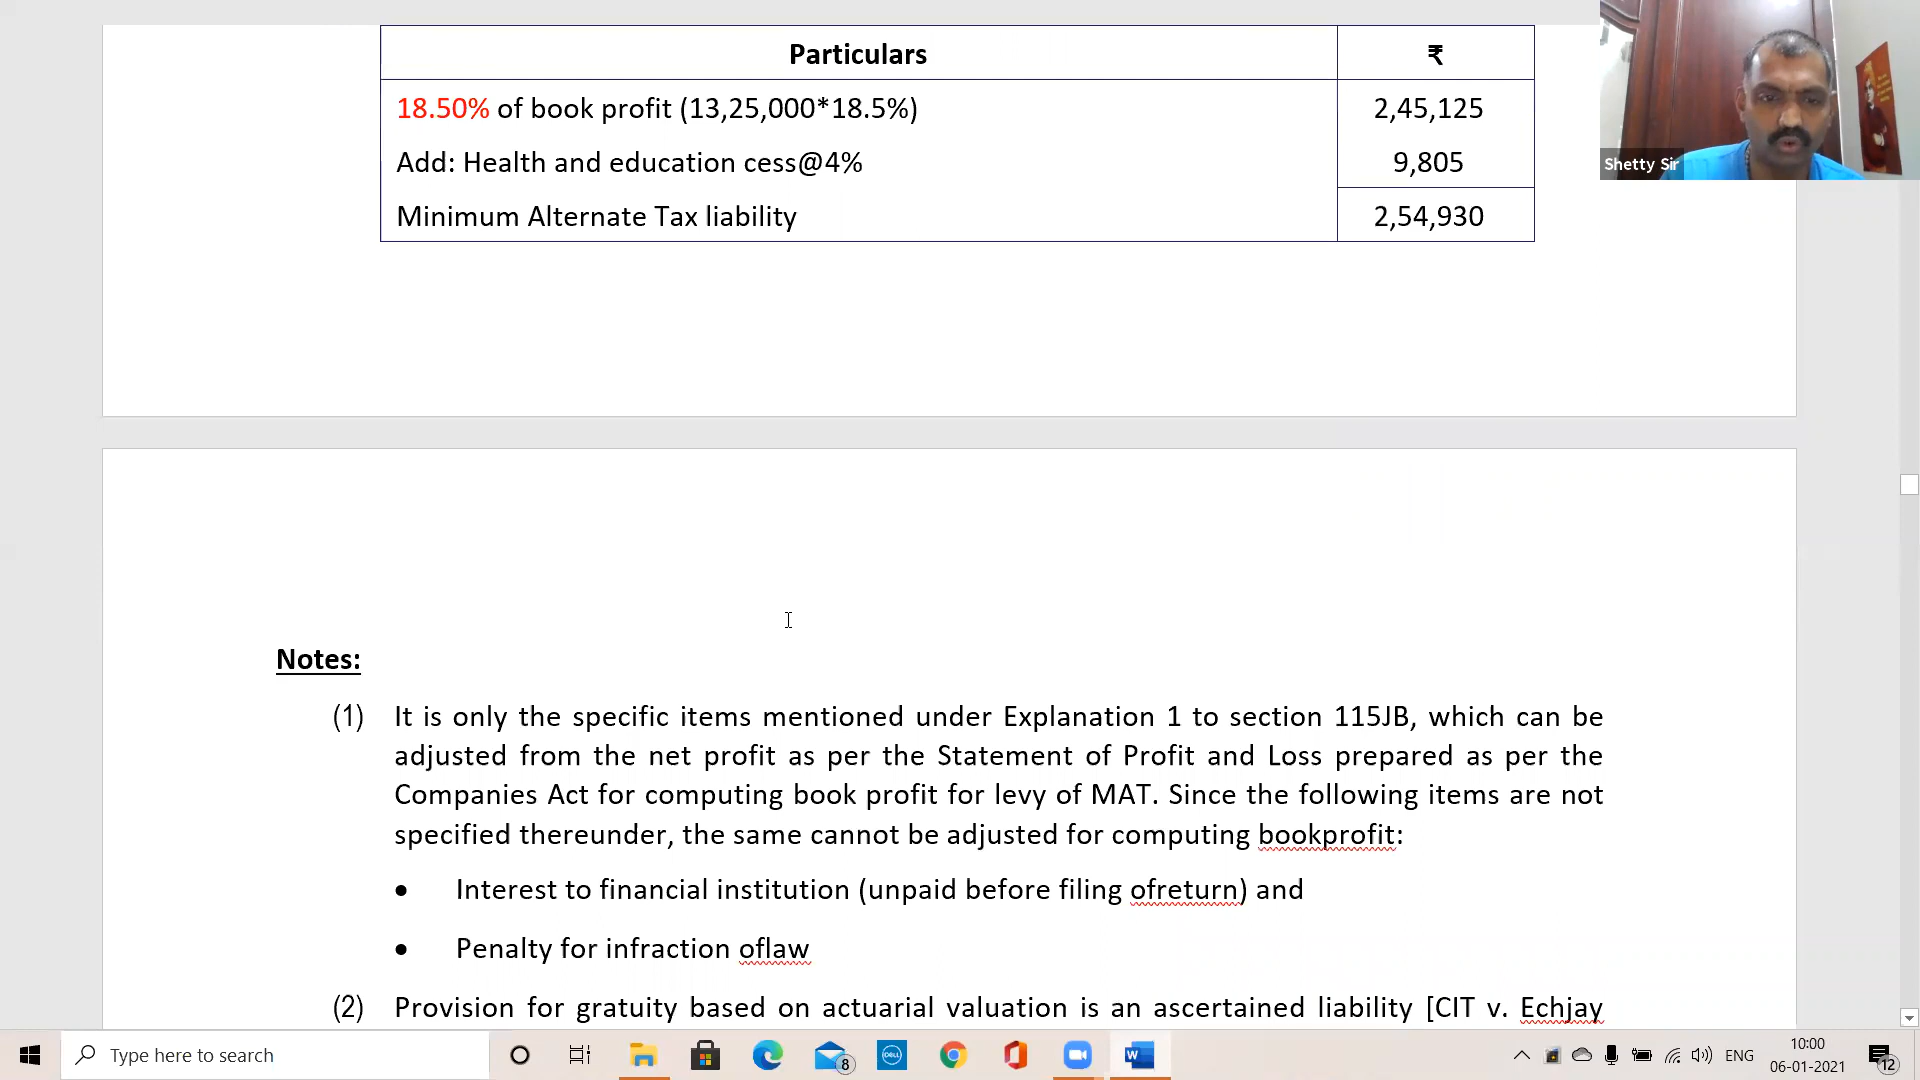 Particulars ₹
18.50% of book profit (13,25,000*18.5%) 2,45,125
Add: Health and education cess@4% 9,805
Minimum Alternate Tax liability 2,54,930
Shetty Sir
Notes:
(1) It is only the specific items mentioned under Explanation 1 to section 115JB, which can be
adjusted from the net profit as per the Statement of Profit and Loss prepared as per the
Companies Act for computing book profit for levy of MAT. Since the following items are not
specified thereunder, the same cannot be adjusted for computing bookprofit:
• Interest to financial institution (unpaid before filing ofreturn) and
• Penalty for infraction oflaw
(2) Provision for gratuity based on actuarial valuation is an ascertained liability [CIT v. Echjay
Type here to search
8
DELL
ENG
10:00
06-01-2021
12